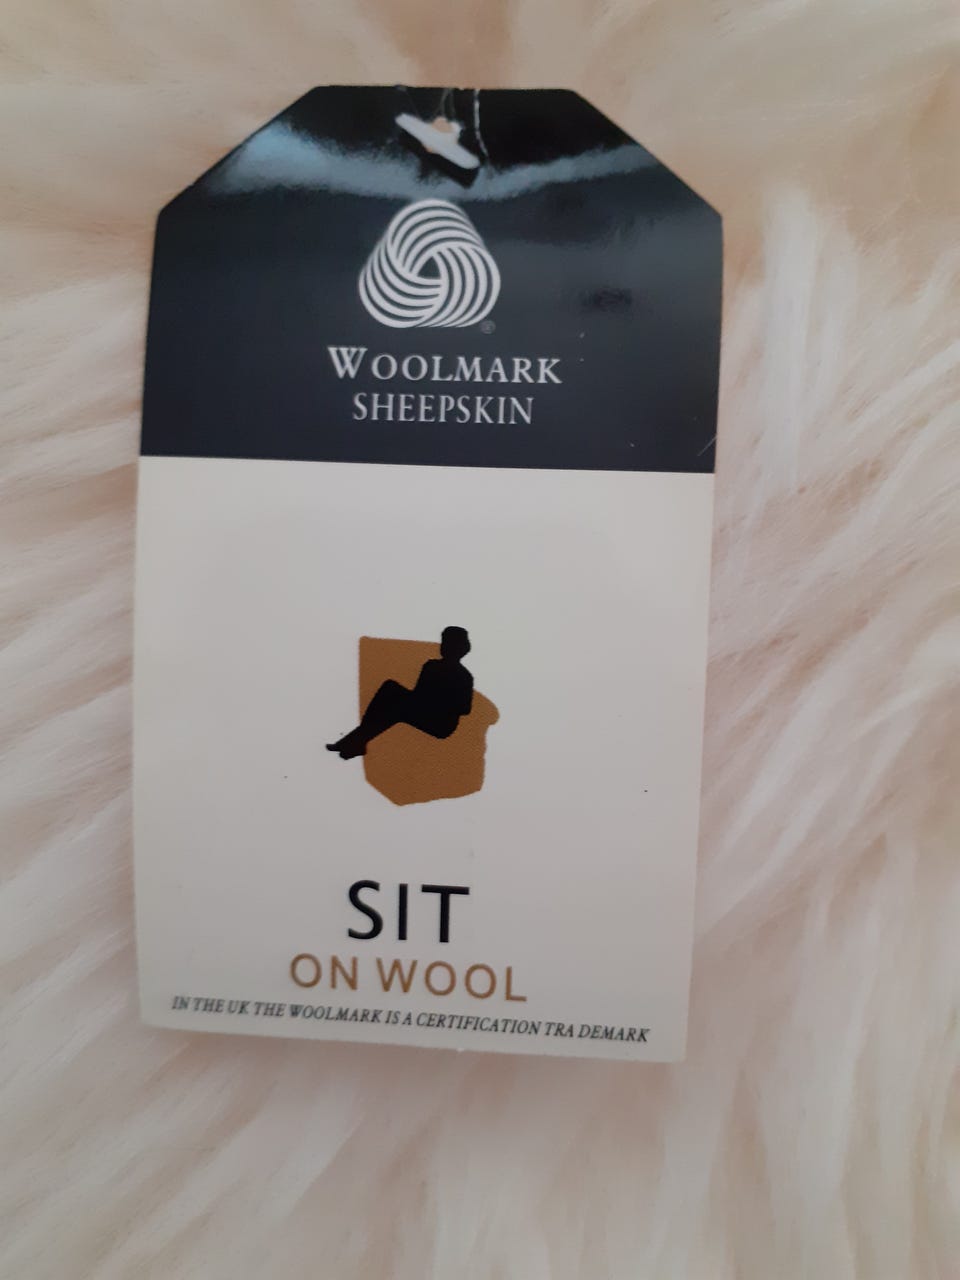 ®
WOOLMARK
SHEEPSKIN
SIT
ON WOOL
IN THE UK THE WOOLMARK IS A CERTIFICATION TRA DEMARK